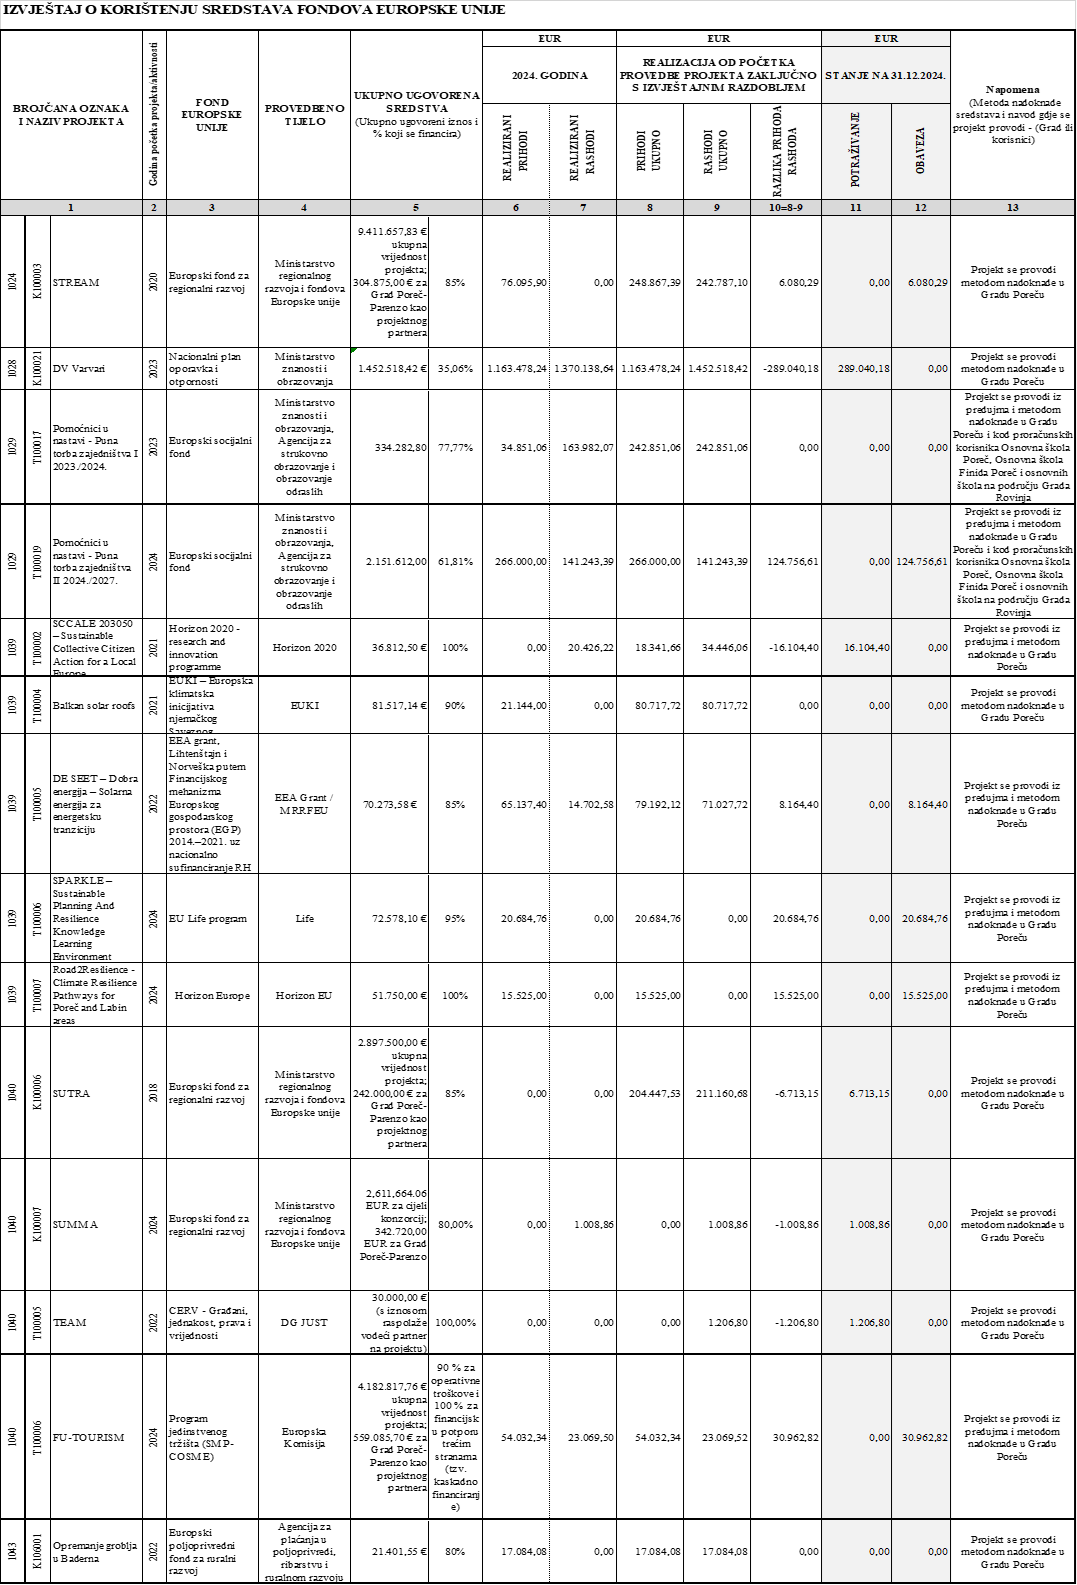 IZVJEŠTAJ O KORIŠTENJU SREDSTAVA FONDOVA EUROPSKE UNIJE
BROJČANA OZNAKA
I NAZIV PROJEKTA
Godina početka projekta/aktivnosti
FOND
EUROPSKE
UNIJE
PROVEDBENO
TIJELO
UKUPNO UGOVORENA
SREDSTVA
(Ukupno ugovoreni iznos i
% koji se financira)
EUR
2024. GODINA
REALIZIRANI
PRIHODI
REALIZIRANI
RASHODI
EUR
REALIZACIJA OD POČETKA
PROVEDBE PROJEKTA ZAKLJUČNO
S IZVJEŠTAJNIM RAZDOBLJEM
PRIHODI
UKUPNO
RASHODI
UKUPNO
RAZLIKA PRIHODA
RASHODA
EUR
STANJE NA 31.12.2024.
POTRAŽIVANJE
OBAVEZA
Napomena
(Metoda nadoknade
sredstava i navod gdje se
projekt provodi - (Grad ili
korisnici)
1 2 3 4 5 6 7 8 9 10=8-9 11 12 13
1024
K100003
STREAM
2020
Europski fond za
regionalni razvoj
Ministarstvo
regionalnog
razvoja i fondova
Europske unije
9.411.657,83 €
ukupna
vrijednost
projekta;
304.875,00 € za
Grad Poreč-
Parenzo kao
projektnog
partnera
85%
76.095,90 0,00 248.867,39 242.787,10 6.080,29 0,00 6.080,29
Projekt se provodi
metodom nadoknade u
Gradu Poreču
1028
K100021
DV Varvari
2023
Nacionalni plan
oporavka i
otpornosti
Ministarstvo
znanosti i
obrazovanja
1.452.518,42 € 35,06% 1.163.478,24 1.370.138,64 1.163.478,24 1.452.518,42 -289.040,18 289.040,18 0,00
Projekt se provodi
metodom nadoknade u
Gradu Poreču
1029
T100017
Pomoćnici u
nastavi - Puna
torba zajedništva I
2023./2024.
2023
Europski socijalni
fond
Ministarstvo
znanosti i
obrazovanja,
Agencija za
strukovno
obrazovanje i
obrazovanje
odraslih
334.282,80 77,77% 34.851,06 163.982,07 242.851,06 242.851,06 0,00 0,00 0,00
Projekt se provodi iz
predujma i metodom
nadoknade u Gradu
Poreču i kod proračunskih
korisnika Osnovna škola
Poreč, Osnovna škola
Finida Poreč i osnovnih
škola na području Grada
Rovinja
1029
T100019
Pomoćnici u
nastavi - Puna
torba zajedništva
II 2024./2027.
2024
Europski socijalni
fond
Ministarstvo
znanosti i
obrazovanja,
Agencija za
strukovno
obrazovanje i
obrazovanje
odraslih
2.151.612,00 61,81% 266.000,00 141.243,39 266.000,00 141.243,39 124.756,61 0,00 124.756,61
Projekt se provodi iz
predujma i metodom
nadoknade u Gradu
Poreču i kod proračunskih
korisnika Osnovna škola
Poreč, Osnovna škola
Finida Poreč i osnovnih
škola na području Grada
Rovinja
1039
T100002
SCCALE 203050
– Sustainable
Collective Citizen
Action for a Local
Europe
2021
Horizon 2020 -
research and
innovation
programme
Horizon 2020
36.812,50 € 100% 0,00 20.426,22 18.341,66 34.446,06 -16.104,40 16.104,40 0,00
Projekt se provodi iz
predujma i metodom
nadoknade u Gradu
Poreču
1039
T100004
Balkan solar roofs
2021
EUKI – Europska
klimatska
inicijativa
njemačkog
Saveznog
EUKI
81.517,14 € 90% 21.144,00 0,00 80.717,72 80.717,72 0,00 0,00 0,00
Projekt se provodi
metodom nadoknade u
Gradu Poreču
1039
T100005
DE SEET – Dobra
energija – Solarna
energija za
energetsku
tranziciju
2022
EEA grant,
Lihtenštajn i
Norveška putem
Financijskog
mehanizma
Europskog
gospodarskog
prostora (EGP)
2014.–2021. uz
nacionalno
sufinanciranje RH
EEA Grant /
MRRFEU
70.273,58 € 85% 65.137,40 14.702,58 79.192,12 71.027,72 8.164,40 0,00 8.164,40
Projekt se provodi iz
predujma i metodom
nadoknade u Gradu
Poreču
1039
T100006
SPARKLE –
Sustainable
Planning And
Resilience
Knowledge
Learning
Environment
2024
EU Life program
Life
72.578,10 € 95% 20.684,76 0,00 20.684,76 0,00 20.684,76 0,00 20.684,76
Projekt se provodi iz
predujma i metodom
nadoknade u Gradu
Poreču
1039
T100007
Road2Resilience -
Climate Resilience
Pathways for
Poreč and Labin
areas
2024
Horizon Europe
Horizon EU
51.750,00 € 100% 15.525,00 0,00 15.525,00 0,00 15.525,00 0,00 15.525,00
Projekt se provodi iz
predujma i metodom
nadoknade u Gradu
Poreču
1040
K100006
SUTRA
2018
Europski fond za
regionalni razvoj
Ministarstvo
regionalnog
razvoja i fondova
Europske unije
2.897.500,00 €
ukupna
vrijednost
projekta;
242.000,00 € za
Grad Poreč-
Parenzo kao
projektnog
partnera
85%
0,00 0,00 204.447,53 211.160,68 -6.713,15 6.713,15 0,00
Projekt se provodi
metodom nadoknade u
Gradu Poreču
1040
K100007
SUMMA
2024
Europski fond za
regionalni razvoj
Ministarstvo
regionalnog
razvoja i fondova
Europske unije
2,611,664.06
EUR za cijeli
konzorcij;
342.720,00
EUR za Grad
Poreč-Parenzo
80,00%
0,00 1.008,86 0,00 1.008,86 -1.008,86 1.008,86 0,00
Projekt se provodi
metodom nadoknade u
Gradu Poreču
1040
T100005
TEAM
2022
CERV - Građani,
jednakost, prava i
vrijednosti
DG JUST
30.000,00 €
(s iznosom
raspolaže
vodeći partner
na projektu)
100,00%
0,00 0,00 0,00 1.206,80 -1.206,80 1.206,80 0,00
Projekt se provodi
metodom nadoknade u
Gradu Poreču
1040
T100006
FU-TOURISM
2024
Program
jedinstvenog
tržišta (SMP-
COSME)
Europska
Komisija
4.182.817,76 €
ukupna
vrijednost
projekta;
559.085,70 € za
Grad Poreč-
Parenzo kao
projektnog
partnera
90 % za
operativne
troškove i
100 % za
financijsk
u potporu
trećim
stranama
(tzv.
kaskadno
financiranj
e)
54.032,34 23.069,50 54.032,34 23.069,52 30.962,82 0,00 30.962,82
Projekt se provodi iz
predujma i metodom
nadoknade u Gradu
Poreču
1043
K106001
Opremanje groblja
u Baderna
2022
Europski
poljoprivredni
fond za ruralni
razvoj
Agencija za
plaćanja u
poljoprivredi,
ribarstvu i
ruralnom razvoju
21.401,55 € 80% 17.084,08 0,00 17.084,08 17.084,08 0,00 0,00 0,00
Projekt se provodi
metodom nadoknade u
Gradu Poreču